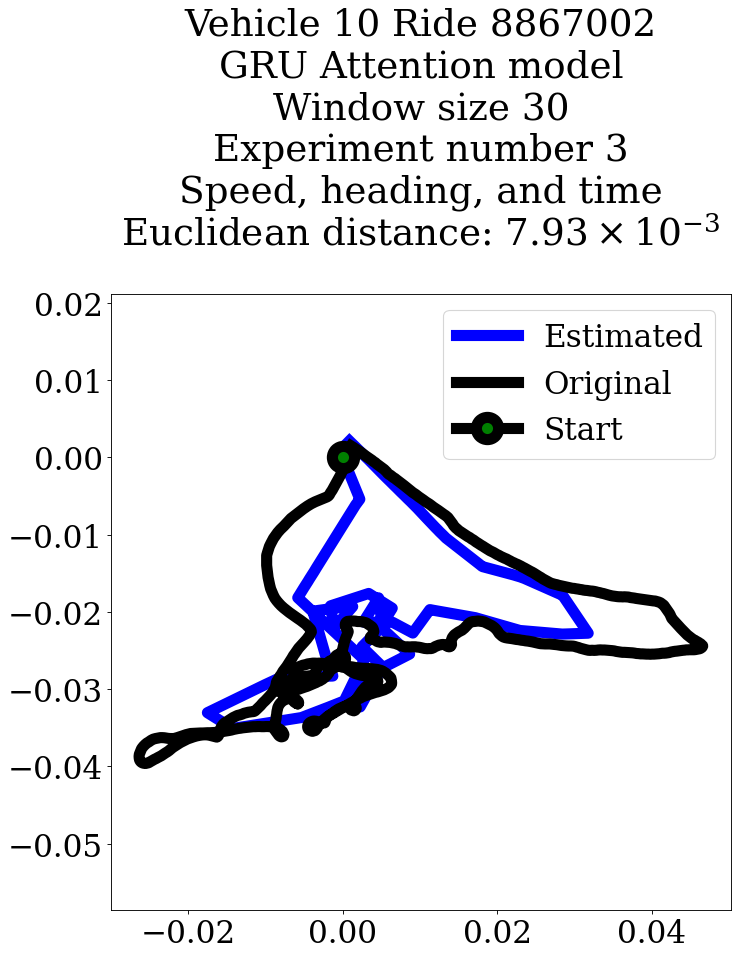 Vehicle 10 Ride 8867002
GRU Attention model
Window size 30
Experiment number 3
Speed, heading, and time
Euclidean distance: 7.93 × 10⁻³
Estimated
Original
Start
0.02
0.01
0.00
−0.01
−0.02
−0.03
−0.04
−0.05
−0.02 0.00 0.02 0.04